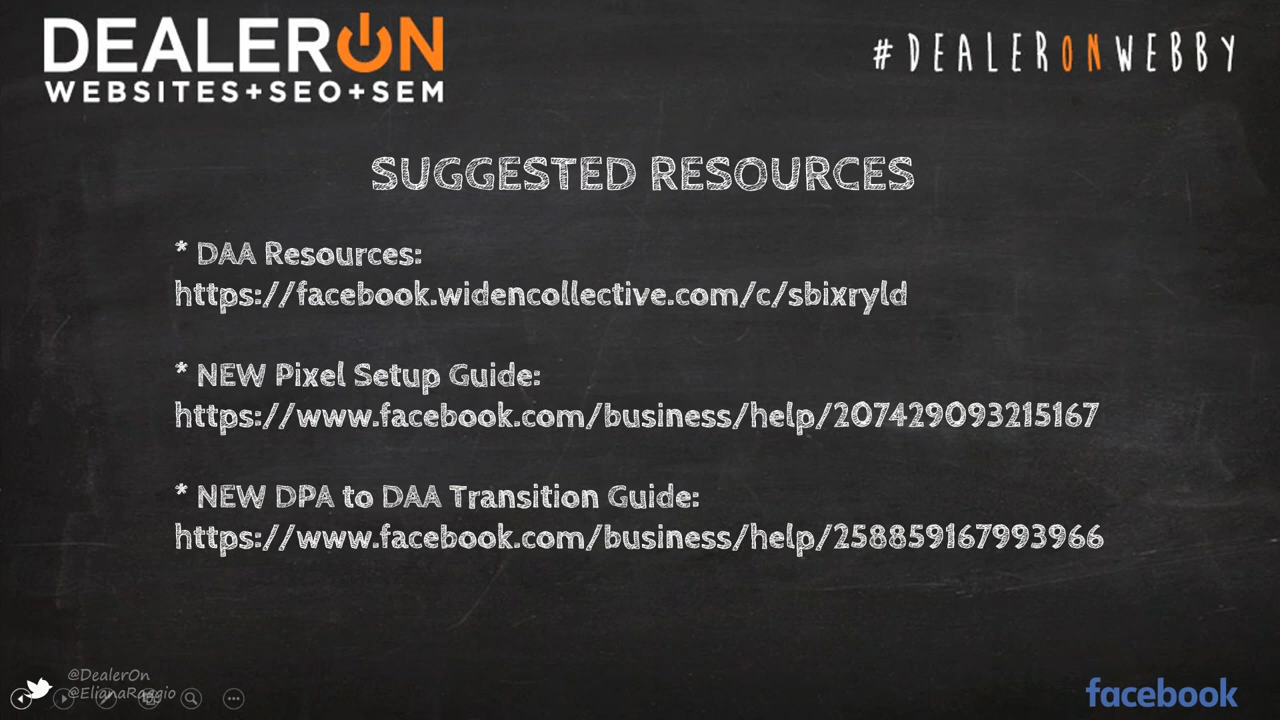 DEALERON
WEBSITES+SEO+SEM
#DEALERONWEBBY
SUGGESTED RESOURCES
* DAA Resources:
https://facebook.widencollective.com/c/sbixryld
* NEW Pixel Setup Guide:
https://www.facebook.com/business/help/207429093215167
* NEW DPA to DAA Transition Guide:
https://www.facebook.com/business/help/258859167993966
@DealerOn
@ElianaRaggio
facebook